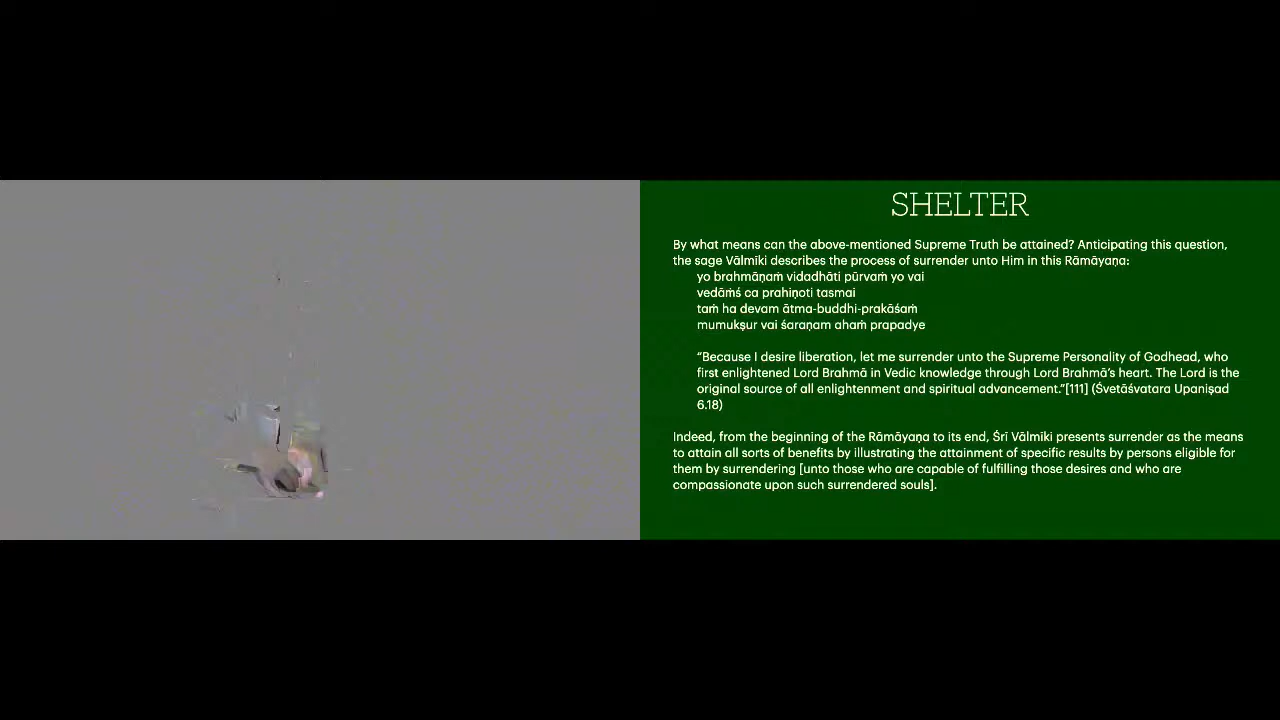 SHELTER
By what means can the above-mentioned Supreme Truth be attained? Anticipating this question,
the sage Vālmīki describes the process of surrender unto Him in this Rāmāyaṇa:
yo brahmāṇaṁ vidadhāti pūrvaṁ yo vai
vedāṁś ca prahiṇoti tasmai
taṁ ha devam ātma-buddhi-prakāśaṁ
mumukṣur vai śaraṇam ahaṁ prapadye
“Because I desire liberation, let me surrender unto the Supreme Personality of Godhead, who
first enlightened Lord Brahmā in Vedic knowledge through Lord Brahmā’s heart. The Lord is the
original source of all enlightenment and spiritual advancement.”[111] (Śvetāśvatara Upaniṣad
6.18)
Indeed, from the beginning of the Rāmāyaṇa to its end, Śrī Vālmīki presents surrender as the means
to attain all sorts of benefits by illustrating the attainment of specific results by persons eligible for
them by surrendering [unto those who are capable of fulfilling those desires and who are
compassionate upon such surrendered souls].